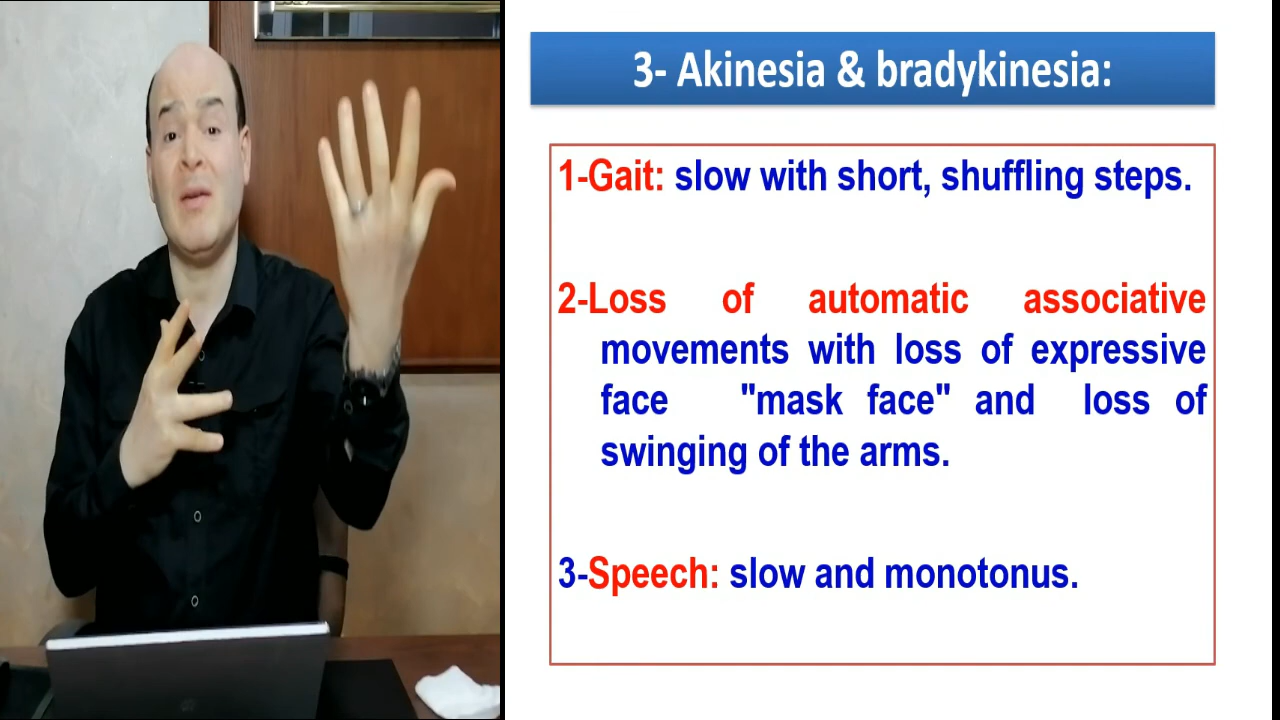 3- Akinesia & bradykinesia:
1-Gait: slow with short, shuffling steps.
2-Loss of automatic associative
movements with loss of expressive
face "mask face" and loss of
swinging of the arms.
3-Speech: slow and monotonus.